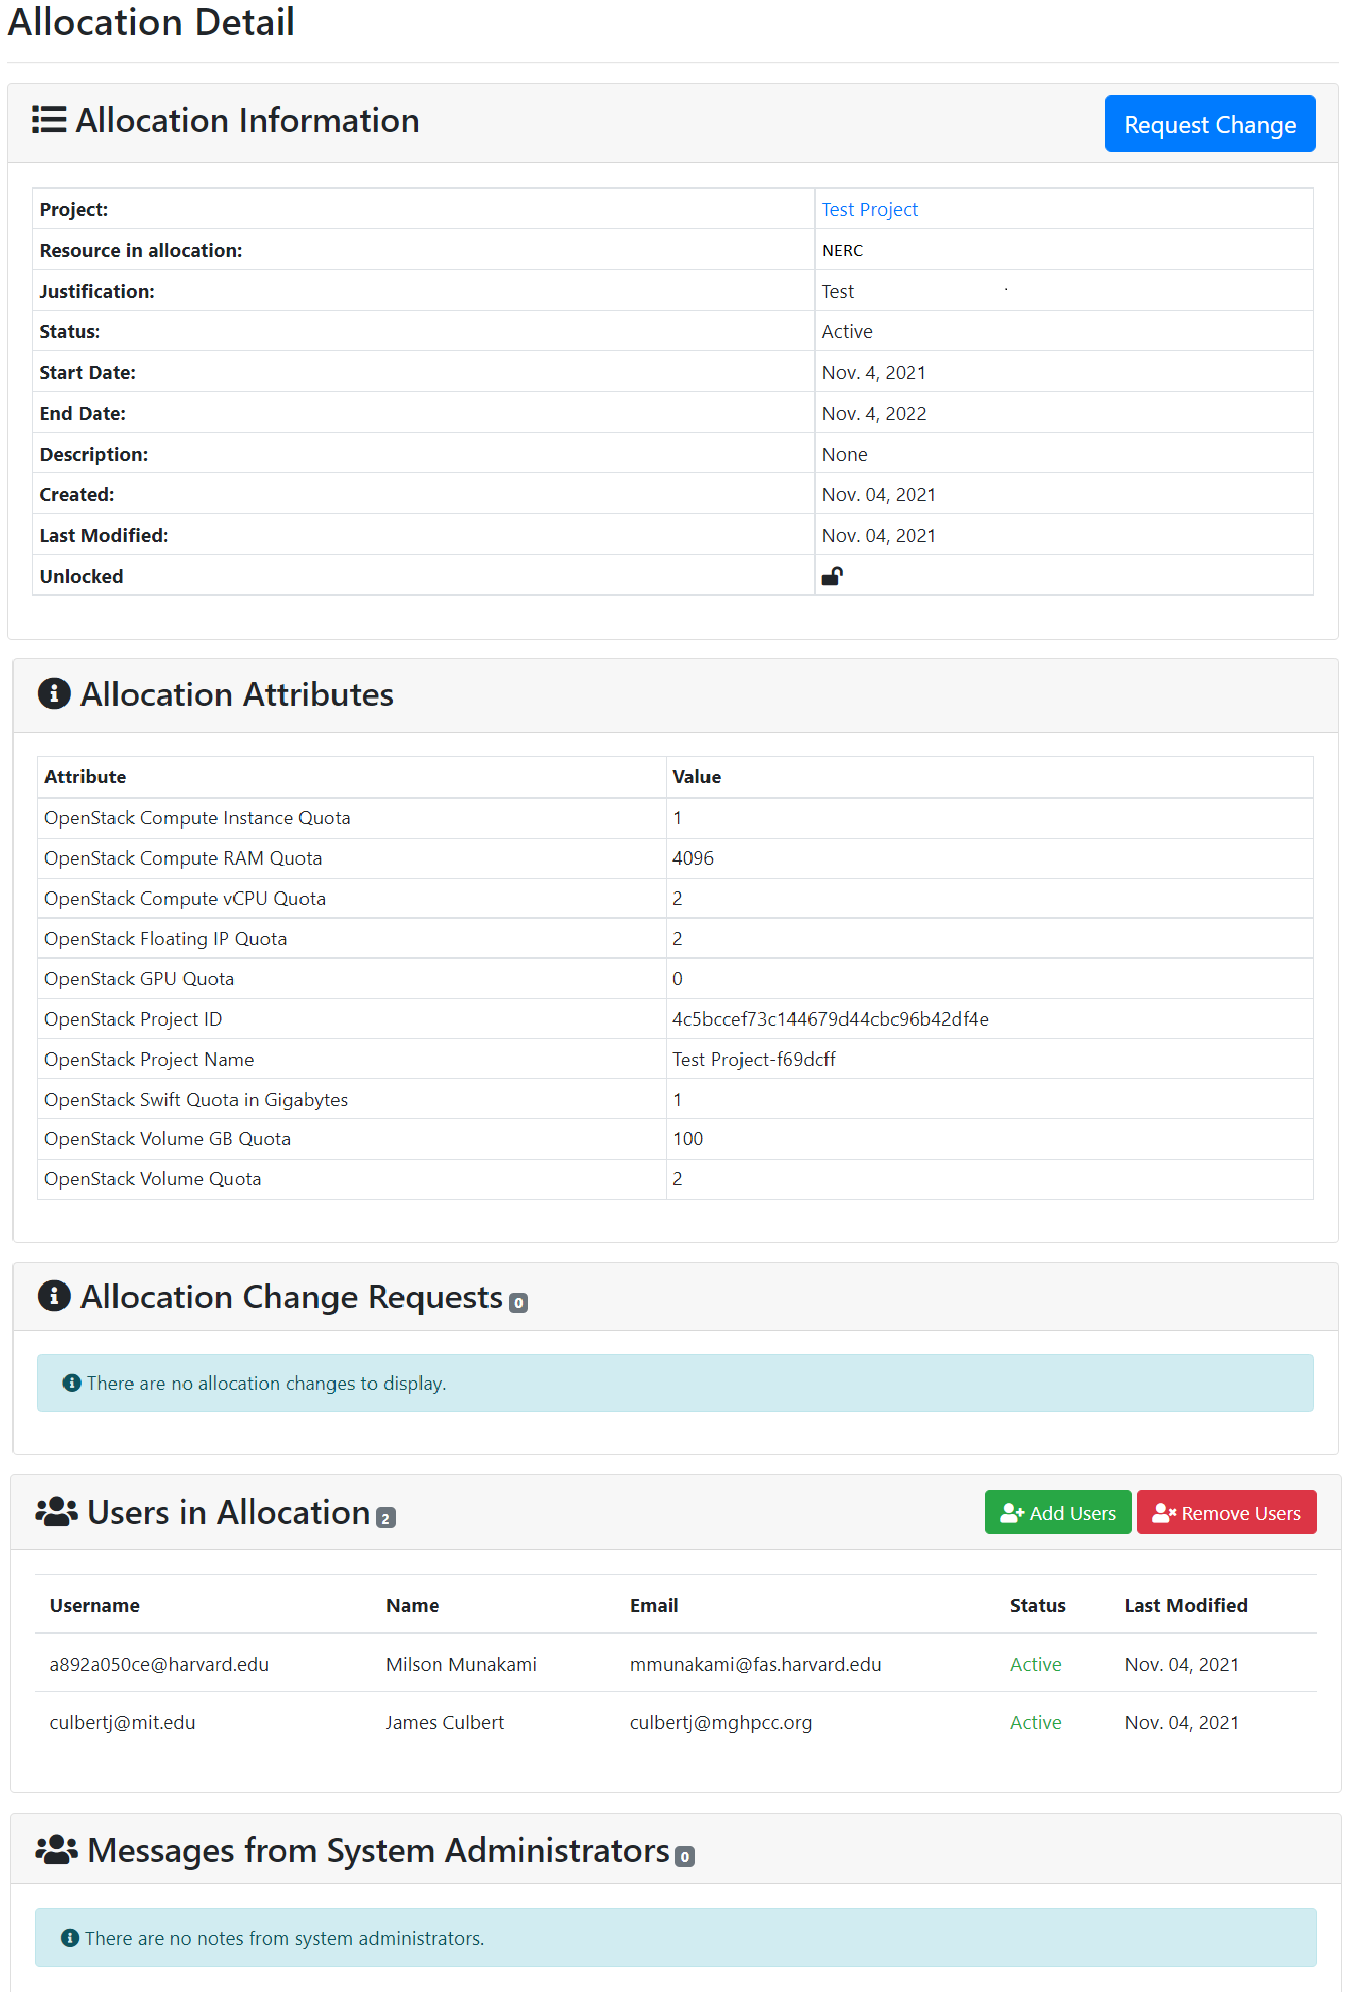 Allocation Detail
Allocation Information
Request Change
Project: Test Project
Resource in allocation: NERC
Justification: Test
Status: Active
Start Date: Nov. 4, 2021
End Date: Nov. 4, 2022
Description: None
Created: Nov. 04, 2021
Last Modified: Nov. 04, 2021
Unlocked
Allocation Attributes
Attribute Value
OpenStack Compute Instance Quota 1
OpenStack Compute RAM Quota 4096
OpenStack Compute vCPU Quota 2
OpenStack Floating IP Quota 2
OpenStack GPU Quota 0
OpenStack Project ID 4c5bccef73c144679d44cbc96b42df4e
OpenStack Project Name Test Project-f69dcff
OpenStack Swift Quota in Gigabytes 1
OpenStack Volume GB Quota 100
OpenStack Volume Quota 2
Allocation Change Requests 0
There are no allocation changes to display.
Users in Allocation 2
Add Users Remove Users
Username Name Email Status Last Modified
a892a050ce@harvard.edu Milson Munakami mmunakami@fas.harvard.edu Active Nov. 04, 2021
culbertj@mit.edu James Culbert culbertj@mghpcc.org Active Nov. 04, 2021
Messages from System Administrators 0
There are no notes from system administrators.